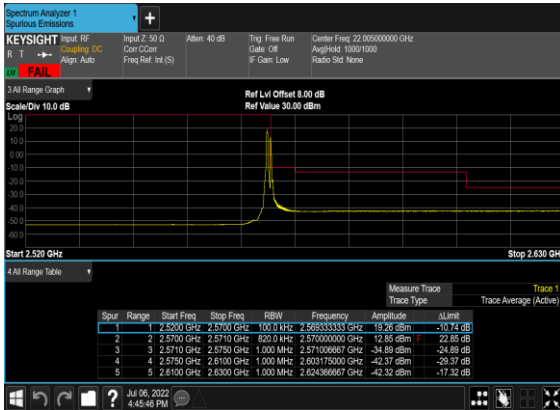 Spectrum Analyzer 1
Spurious Emissions
+
KEYSIGHT Input: RF Input Z: 50 Ω Atten: 40 dB Trig: Free Run Center Freq: 22.005000000 GHz
R T Coupling: DC Corr CCorr Gate: Off Avg|Hold: 1000/1000
Align: Auto Freq Ref: Int (S) IF Gain: Low Radio Std: None
FAIL
3 All Range Graph Ref Lvl Offset 8.00 dB
Scale/Div 10.0 dB Ref Value 30.00 dBm
Log
20.0
10.0
0.00
-10.0
-20.0
-30.0
-40.0
-50.0
-60.0
Start 2.520 GHz Stop 2.630 GH
4 All Range Table
Measure Trace Trace 1
Trace Type Trace Average (Active)
Spur Range Start Freq Stop Freq RBW Frequency Amplitude ΔLimit
1 1 2.5200 GHz 2.5700 GHz 100.0 kHz 2.569333333 GHz 19.26 dBm -10.74 dB
2 2 2.5700 GHz 2.5710 GHz 820.0 kHz 2.570000000 GHz 12.85 dBm F 22.85 dB
3 3 2.5710 GHz 2.5750 GHz 1.000 MHz 2.571006667 GHz -34.89 dBm -24.89 dB
4 4 2.5750 GHz 2.6100 GHz 1.000 MHz 2.603175000 GHz -42.37 dBm -29.37 dB
5 5 2.6100 GHz 2.6300 GHz 1.000 MHz 2.624366667 GHz -42.32 dBm -17.32 dB
? Jul 06, 2022
4:45:46 PM